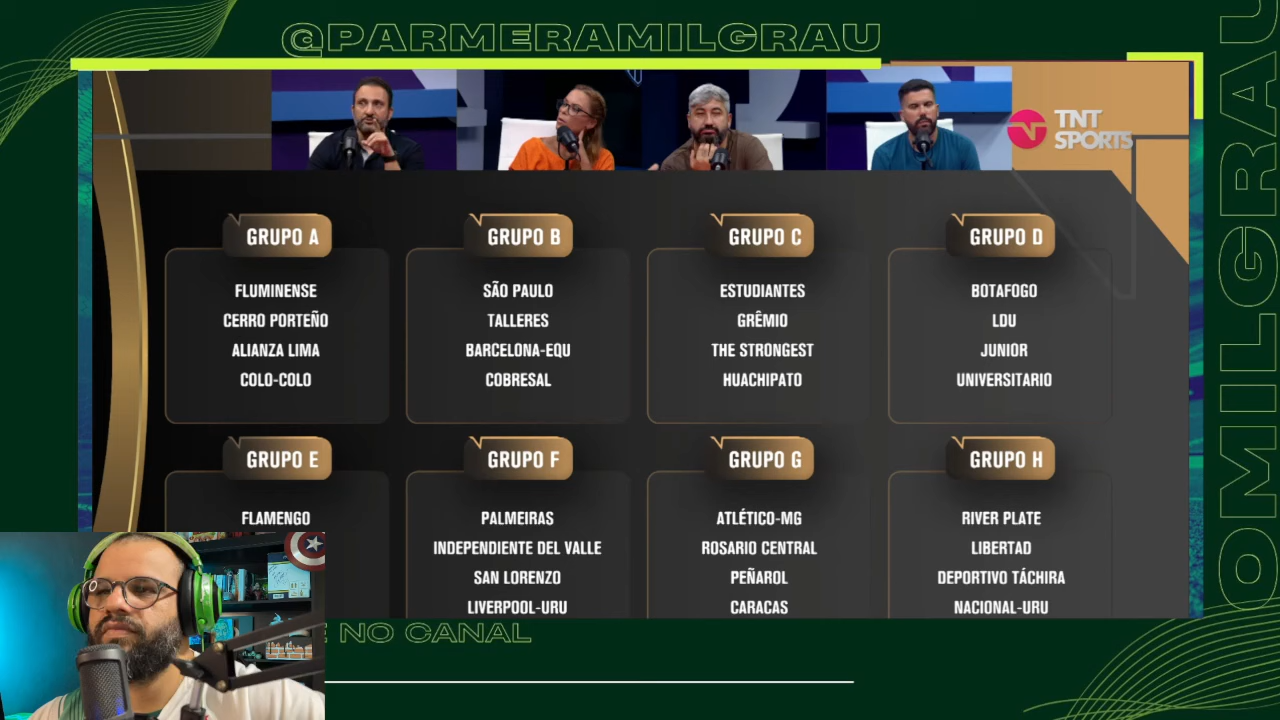 @PARMERAMILGRAU
TNT
SPORTS
GRUPO A
FLUMINENSE
CERRO PORTEÑO
ALIANZA LIMA
COLO-COLO
GRUPO B
SÃO PAULO
TALLERES
BARCELONA-EQU
COBRESAL
GRUPO C
ESTUDIANTES
GRÊMIO
THE STRONGEST
HUACHIPATO
GRUPO D
BOTAFOGO
LDU
JUNIOR
UNIVERSITARIO
GRUPO E
FLAMENGO
GRUPO F
PALMEIRAS
INDEPENDIENTE DEL VALLE
SAN LORENZO
LIVERPOOL-URU
GRUPO G
ATLÉTICO-MG
ROSARIO CENTRAL
PEÑAROL
CARACAS
GRUPO H
RIVER PLATE
LIBERTAD
DEPORTIVO TÁCHIRA
NACIONAL-URU
NO CANAL
OMILGRAU